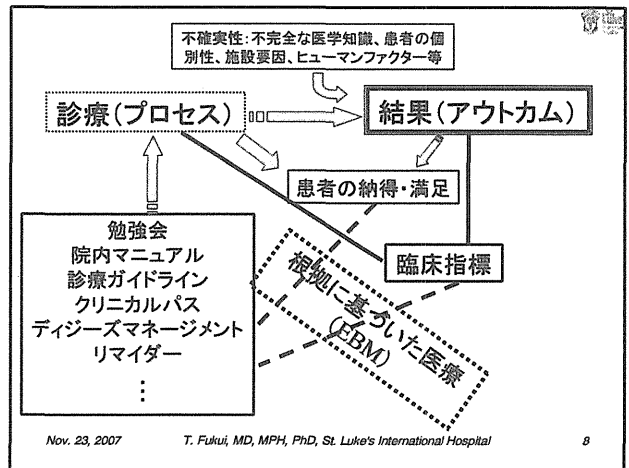 不確実性：不完全な医学知識、患者の個
別性、施設要因、ヒューマンファクター等
診療（プロセス）
結果（アウトカム）
患者の納得・満足
勉強会
院内マニュアル
診療ガイドライン
クリニカルパス
ディジーズマネージメント
リマイダー
⋮
臨床指標
根拠に基づいた医療
（EBM）
Nov. 23, 2007
T. Fukui, MD, MPH, PhD, St. Luke's International Hospital
8